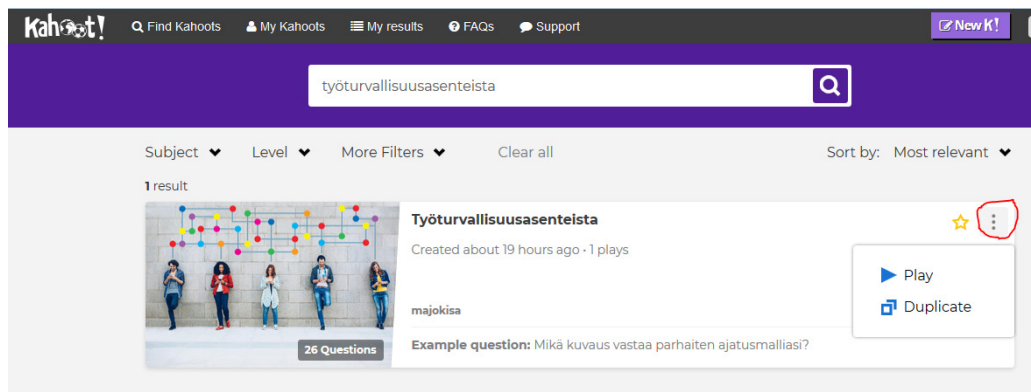 Kahoot! Find Kahoots My Kahoots My results FAQs Support New K!
työturvallisuusasenteista
Subject Level More Filters Clear all Sort by: Most relevant
1 result
Työturvallisuusasenteista
Created about 19 hours ago · 1 plays
Play
Duplicate
majokisa
26 Questions
Example question: Mikä kuvaus vastaa parhaiten ajatusmalliasi?